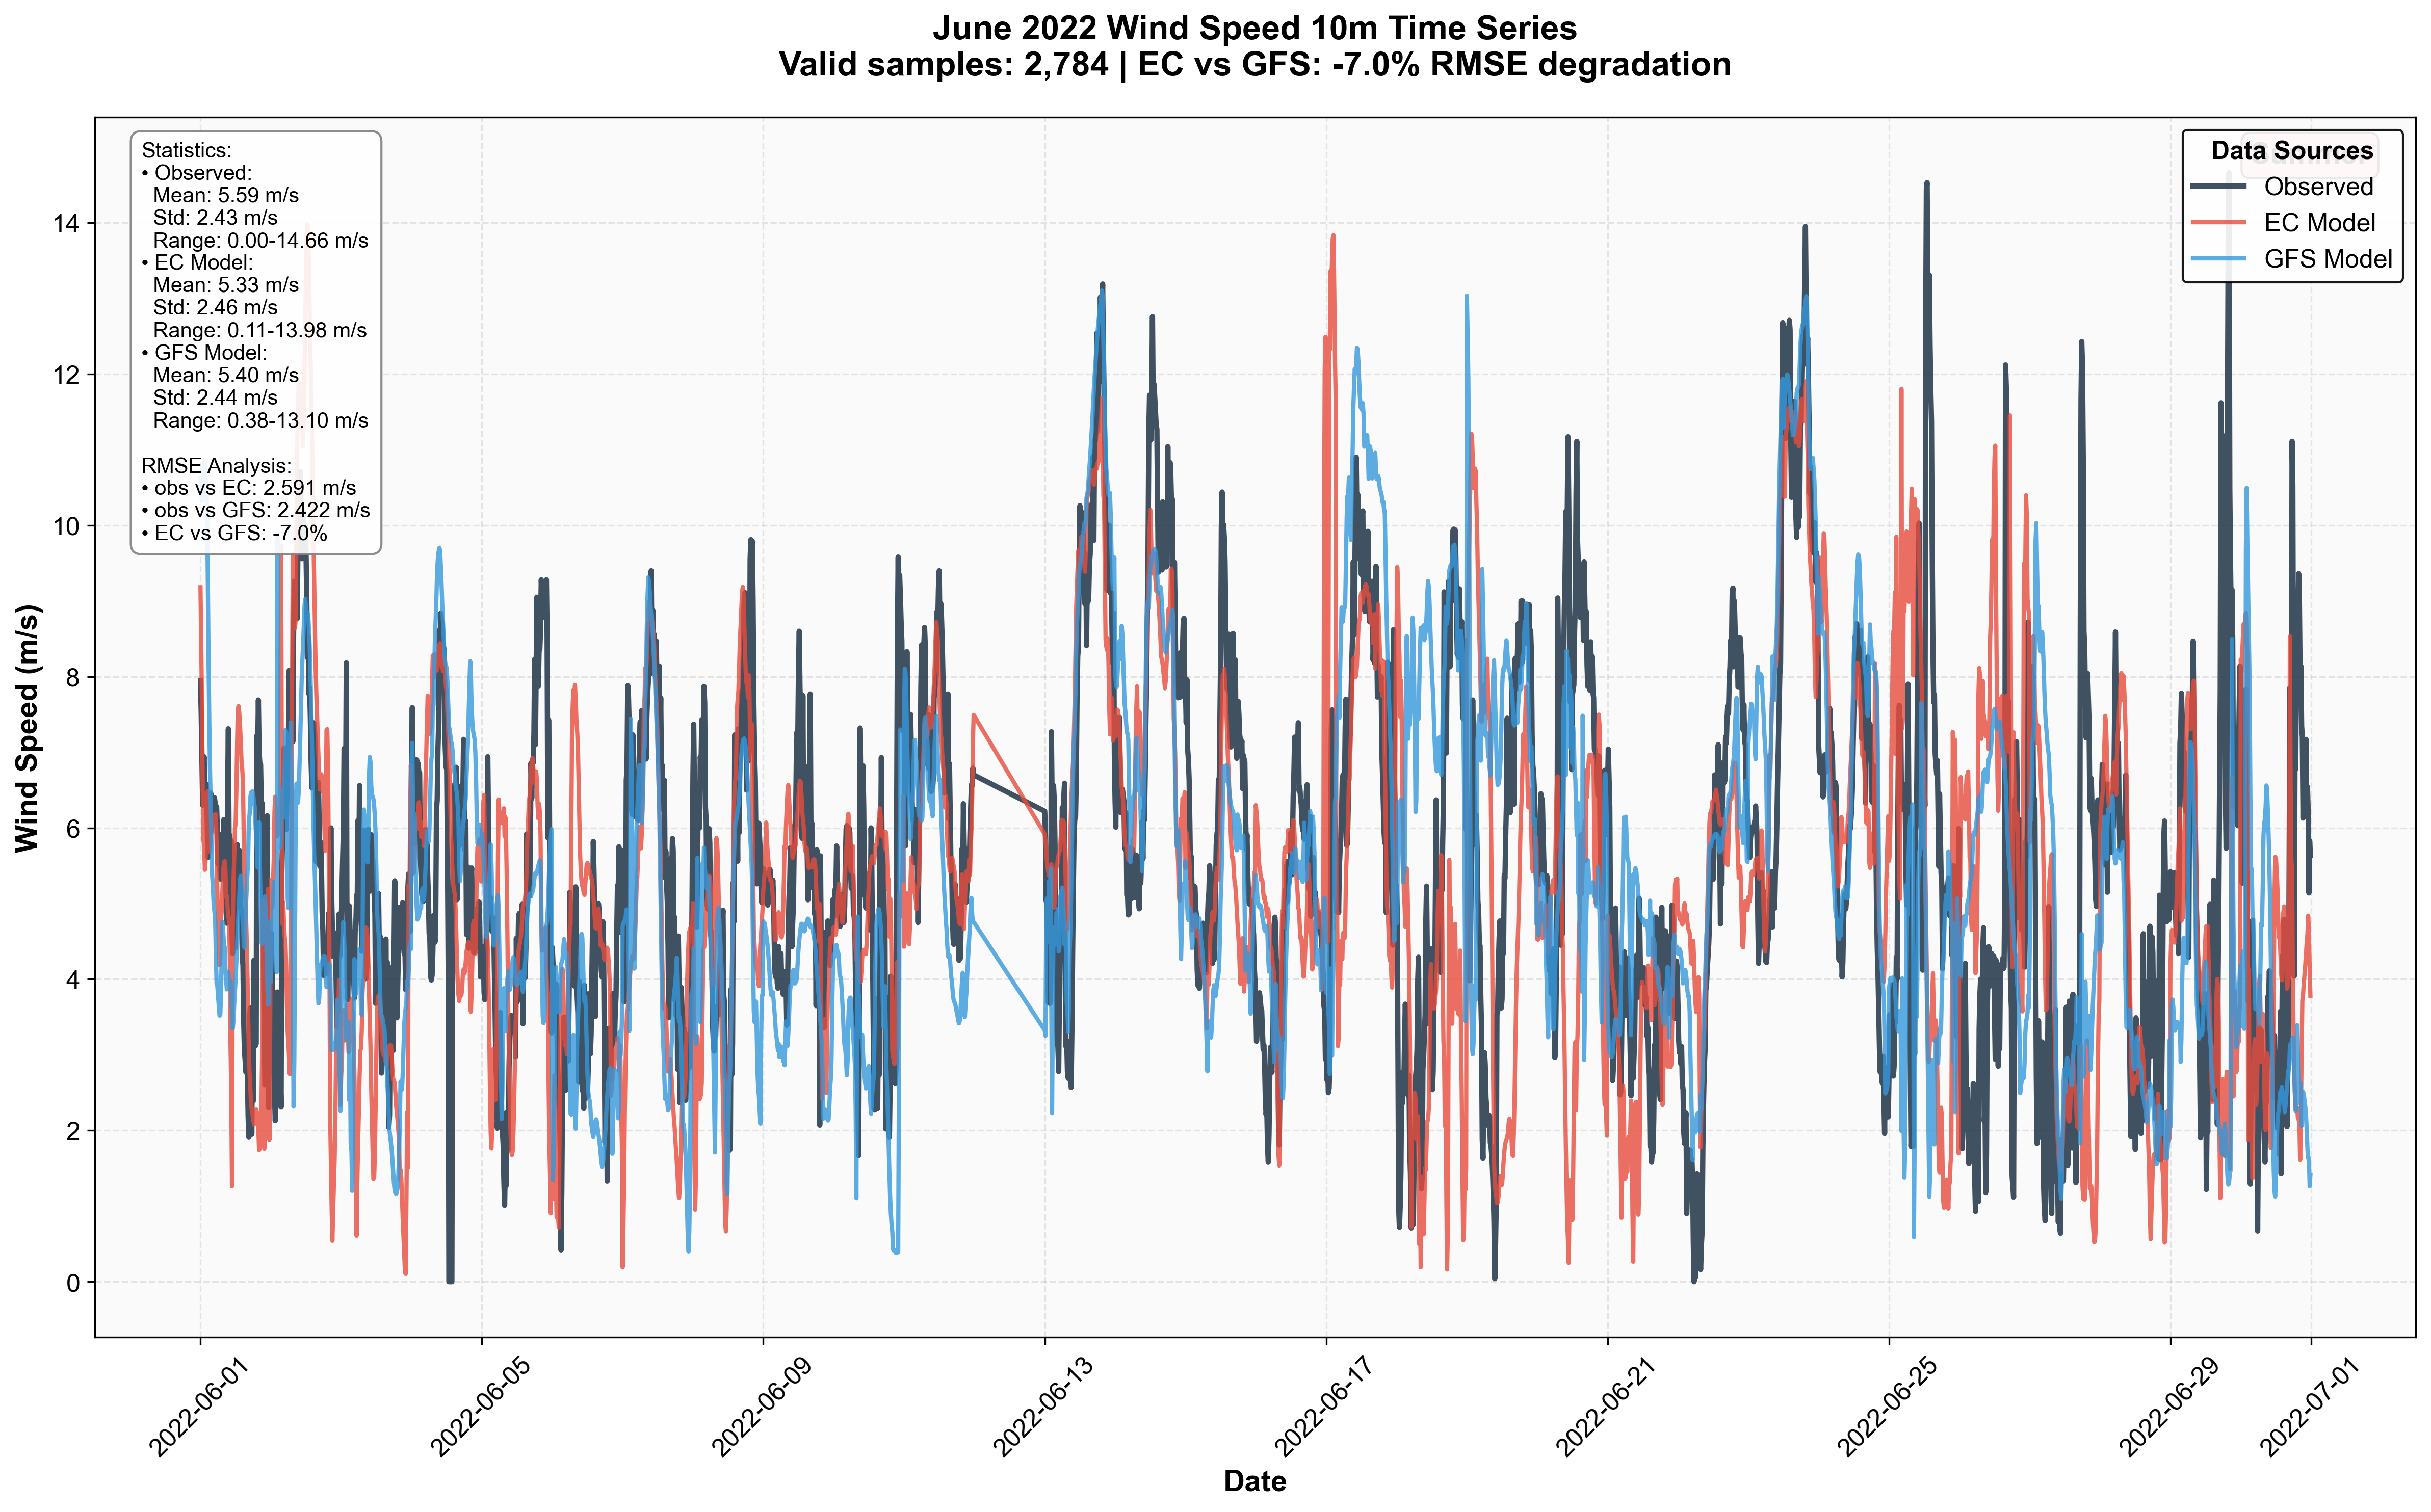 June 2022 Wind Speed 10m Time Series
Valid samples: 2,784 | EC vs GFS: -7.0% RMSE degradation
Statistics:
• Observed:
Mean: 5.59 m/s
Std: 2.43 m/s
Range: 0.00-14.66 m/s
• EC Model:
Mean: 5.33 m/s
Std: 2.46 m/s
Range: 0.11-13.98 m/s
• GFS Model:
Mean: 5.40 m/s
Std: 2.44 m/s
Range: 0.38-13.10 m/s
RMSE Analysis:
• obs vs EC: 2.591 m/s
• obs vs GFS: 2.422 m/s
• EC vs GFS: -7.0%
Data Sources
Observed
EC Model
GFS Model
Wind Speed (m/s)
14
12
10
8
6
4
2
0
2022-06-01
2022-06-05
2022-06-09
2022-06-13
2022-06-17
2022-06-21
2022-06-25
2022-06-29
2022-07-01
Date